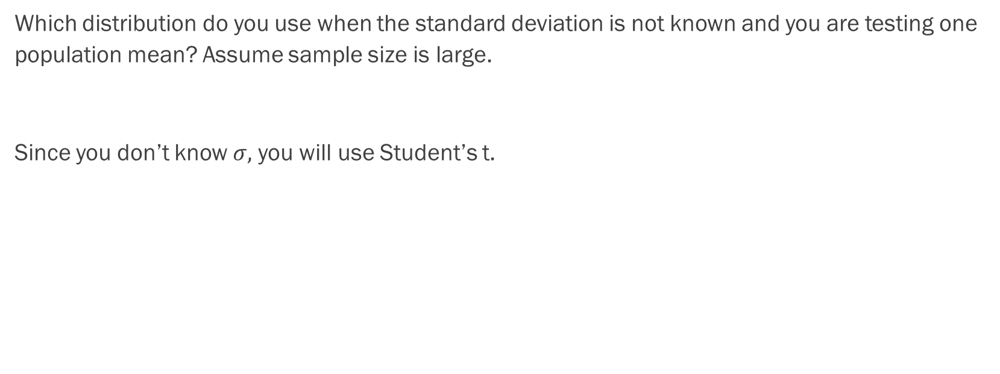 Which distribution do you use when the standard deviation is not known and you are testing one
population mean? Assume sample size is large.
Since you don’t know σ, you will use Student’s t.